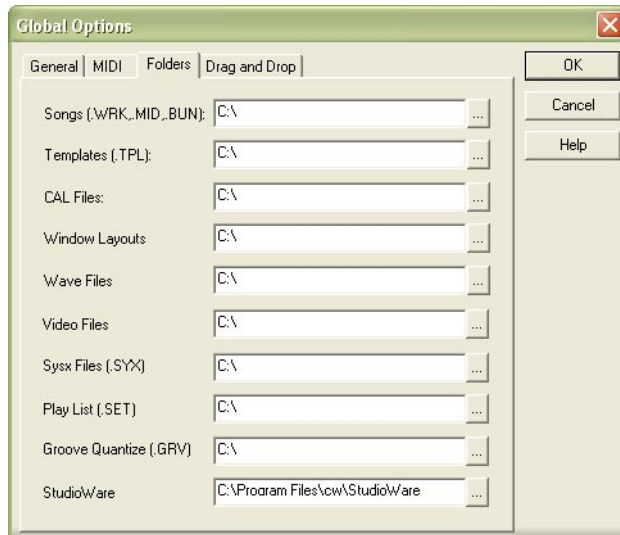 Global Options
General MIDI Folders Drag and Drop
OK
Cancel
Help
Songs (.WRK,.MID,.BUN): C:\ ...
Templates (.TPL): C:\ ...
CAL Files: C:\ ...
Window Layouts C:\ ...
Wave Files C:\ ...
Video Files C:\ ...
Sysx Files (.SYX) C:\ ...
Play List (.SET) C:\ ...
Groove Quantize (.GRV) C:\ ...
StudioWare C:\Program Files\cw\StudioWare ...